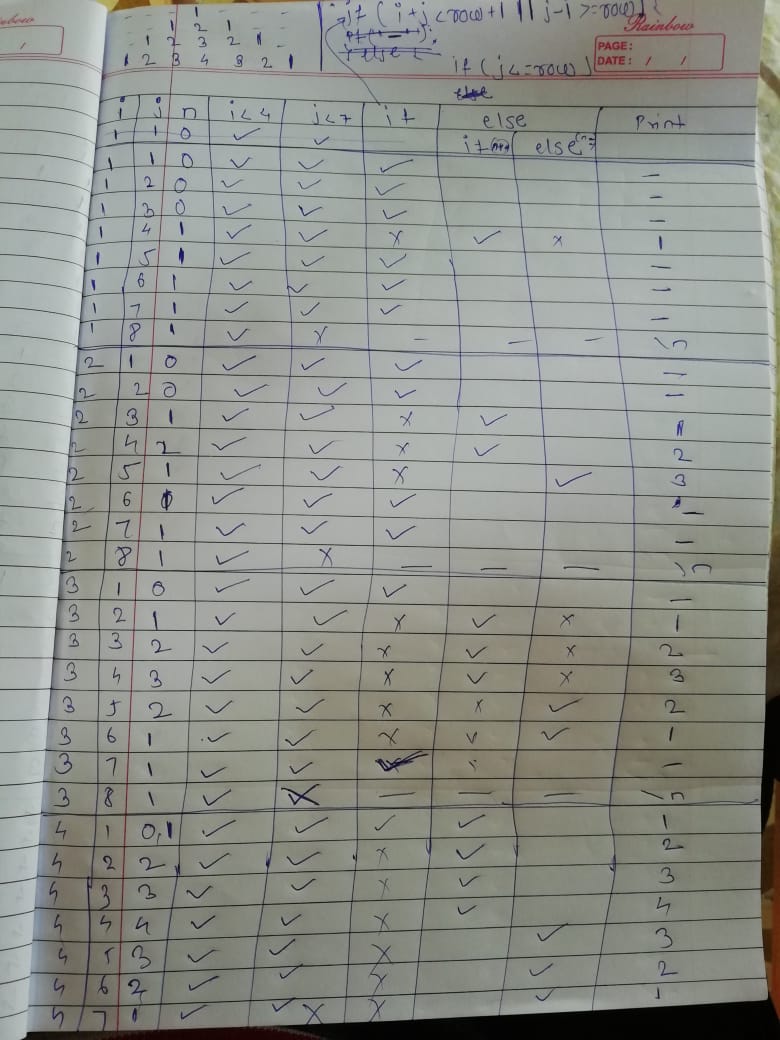 1
- - - 1 - - -
if (i+j < row+1 || j-i >= row) {
- - 1 2 1 - -
- 1 2 3 2 1 -
} else {
Rainbow
1 2 3 4 3 2 1
if (j <= row)
PAGE:
DATE: / /
else
i j n i<4 j<7 if else Print
1 1 0 ✓ ✓ if (n++) else (n--)
1 1 0 ✓ ✓ ✓ -
1 2 0 ✓ ✓ ✓ -
1 3 0 ✓ ✓ ✓ -
1 4 1 ✓ ✓ x ✓ x 1
1 5 1 ✓ ✓ ✓ -
1 6 1 ✓ ✓ ✓ -
1 7 1 ✓ ✓ ✓ -
1 8 1 ✓ x - - - \n
2 1 0 ✓ ✓ ✓ -
2 2 0 ✓ ✓ ✓ -
2 3 1 ✓ ✓ x ✓ 1
2 4 2 ✓ ✓ x ✓ 2
2 5 1 ✓ ✓ x ✓ 3
2 6 1 ✓ ✓ ✓ -
2 7 1 ✓ ✓ ✓ -
2 8 1 ✓ x - - - \n
3 1 0 ✓ ✓ ✓ -
3 2 1 ✓ ✓ x ✓ x 1
3 3 2 ✓ ✓ x ✓ x 2
3 4 3 ✓ ✓ x ✓ x 3
3 5 2 ✓ ✓ x x ✓ 2
3 6 1 ✓ ✓ x ✓ ✓ 1
3 7 1 ✓ ✓ ✓ -
3 8 1 ✓ x - - - \n
4 1 0,1 ✓ ✓ ✓ ✓ 1
4 2 2 ✓ ✓ x ✓ 2
4 3 3 ✓ ✓ x ✓ 3
4 4 4 ✓ ✓ x ✓ 4
4 5 3 ✓ ✓ x ✓ 3
4 6 2 ✓ ✓ x ✓ 2
4 7 1 ✓ ✓ x x ✓ 1